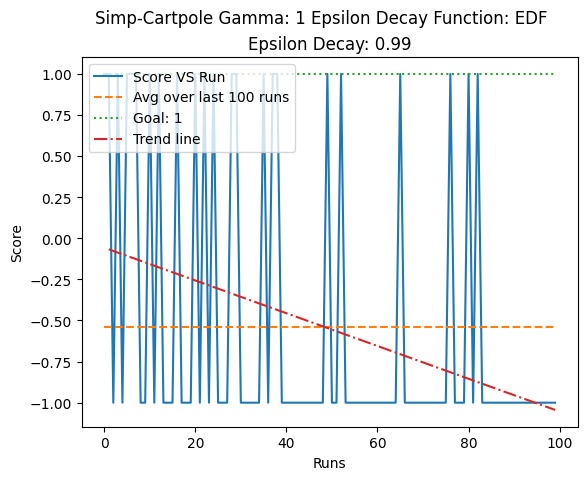 Simp-Cartpole Gamma: 1 Epsilon Decay Function: EDF
Epsilon Decay: 0.99
1.00
0.75
0.50
0.25
0.00
−0.25
−0.50
−0.75
−1.00
Score
Score VS Run
Avg over last 100 runs
Goal: 1
Trend line
0
20
40
60
80
100
Runs